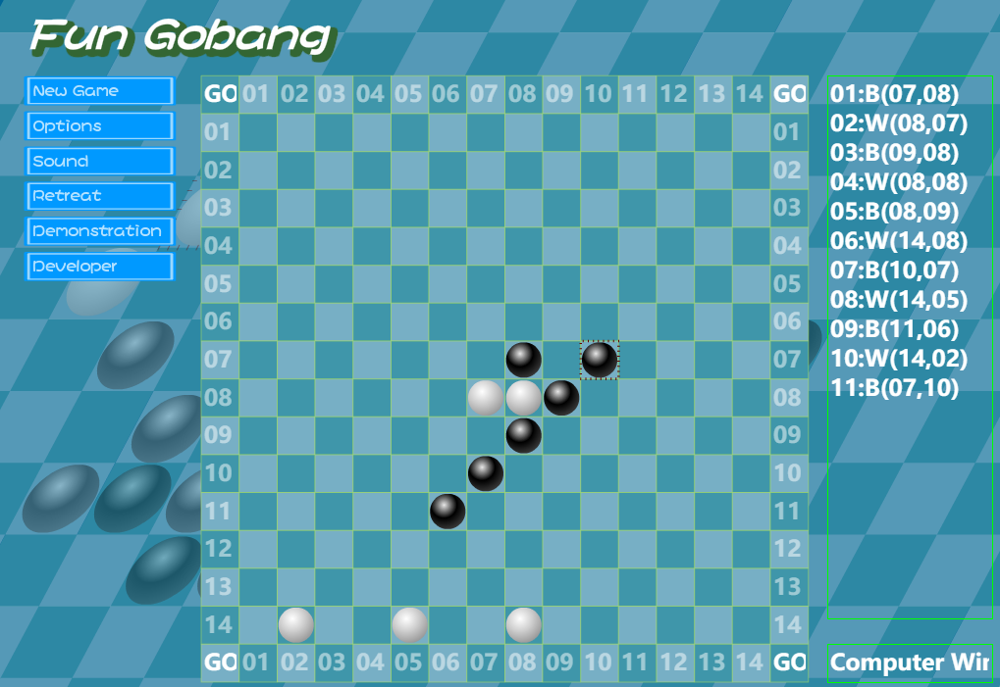 Fun Gobang
New Game
Options
Sound
Retreat
Demonstration
Developer
GO 01 02 03 04 05 06 07 08 09 10 11 12 13 14 GO
01 01
02 02
03 03
04 04
05 05
06 06
07 07
08 08
09 09
10 10
11 11
12 12
13 13
14 14
GO 01 02 03 04 05 06 07 08 09 10 11 12 13 14 GO
01:B(07,08)
02:W(08,07)
03:B(09,08)
04:W(08,08)
05:B(08,09)
06:W(14,08)
07:B(10,07)
08:W(14,05)
09:B(11,06)
10:W(14,02)
11:B(07,10)
Computer Wir